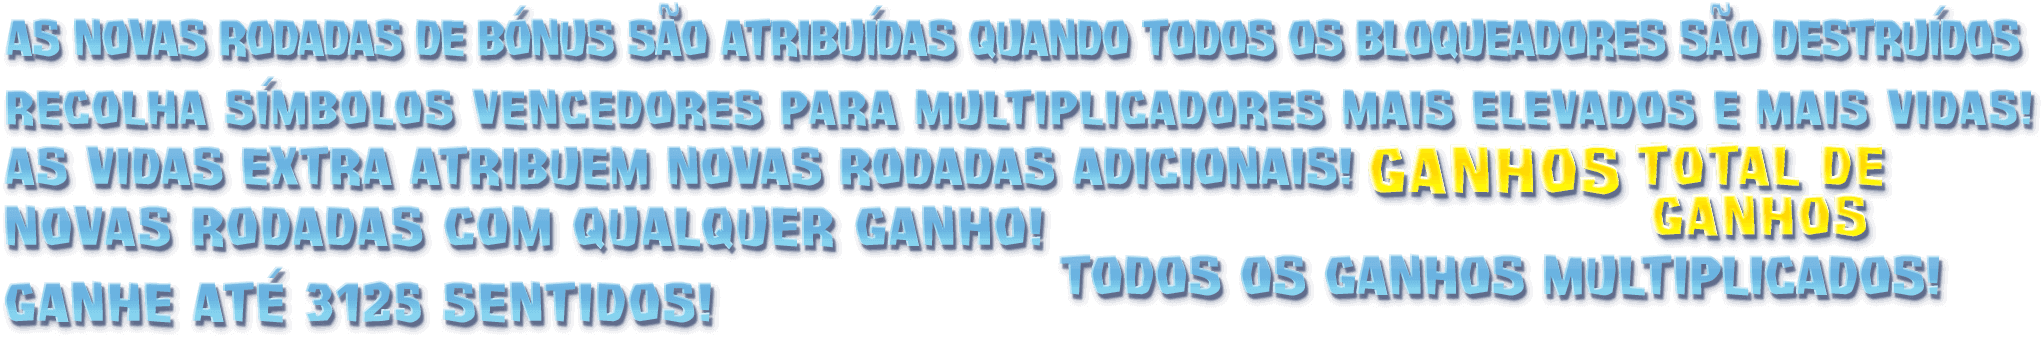 AS NOVAS RODADAS DE BÓNUS SÃO ATRIBUÍDAS QUANDO TODOS OS BLOQUEADORES SÃO DESTRUÍDOS
RECOLHA SÍMBOLOS VENCEDORES PARA MULTIPLICADORES MAIS ELEVADOS E MAIS VIDAS!
AS VIDAS EXTRA ATRIBUEM NOVAS RODADAS ADICIONAIS!
GANHOS
TOTAL DE
GANHOS
NOVAS RODADAS COM QUALQUER GANHO!
TODOS OS GANHOS MULTIPLICADOS!
GANHE ATÉ 3125 SENTIDOS!